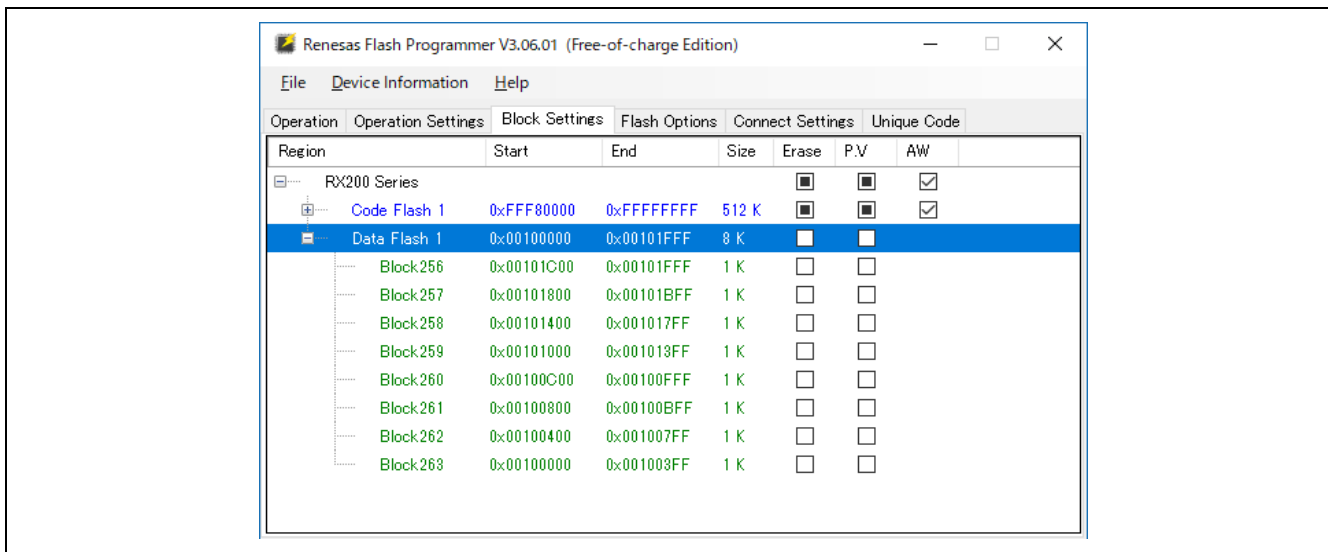 Renesas Flash Programmer V3.06.01 (Free-of-charge Edition)
File Device Information Help
Operation Operation Settings Block Settings Flash Options Connect Settings Unique Code
Region Start End Size Erase P.V AW
RX200 Series
Code Flash 1 0xFFF80000 0xFFFFFFFF 512 K
Data Flash 1 0x00100000 0x00101FFF 8 K
Block256 0x00101C00 0x00101FFF 1 K
Block257 0x00101800 0x00101BFF 1 K
Block258 0x00101400 0x001017FF 1 K
Block259 0x00101000 0x001013FF 1 K
Block260 0x00100C00 0x00100FFF 1 K
Block261 0x00100800 0x00100BFF 1 K
Block262 0x00100400 0x001007FF 1 K
Block263 0x00100000 0x001003FF 1 K